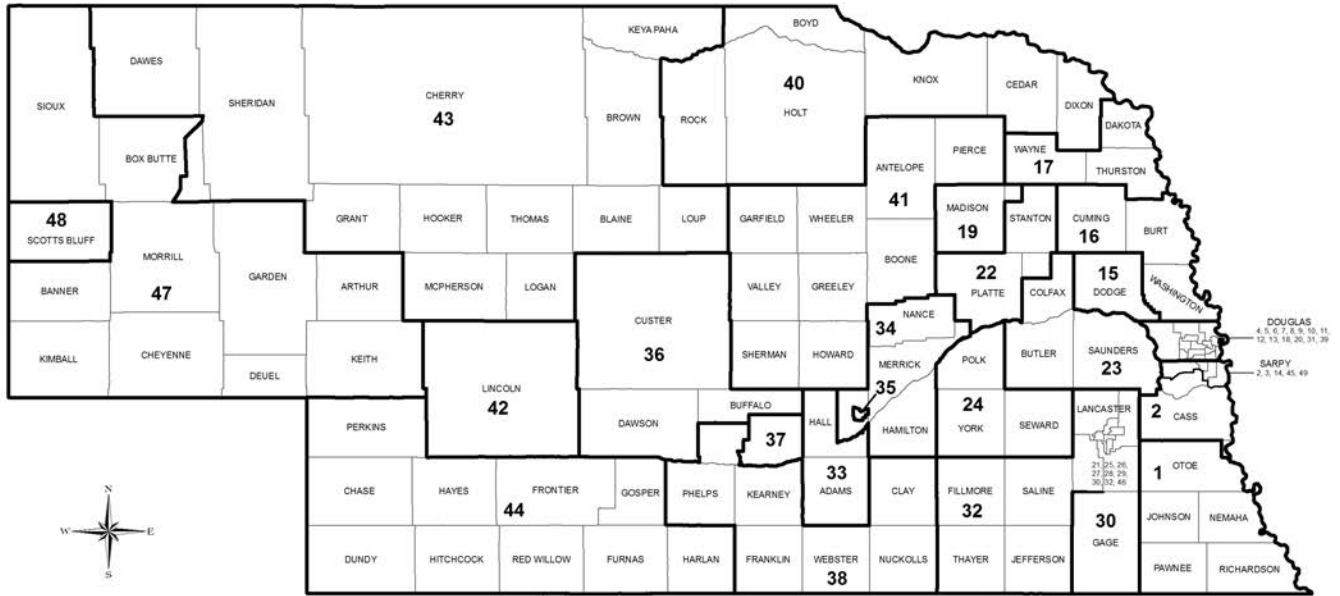 BOYD
KEYA PAHA
DAWES
KNOX
CEDAR
SIOUX
SHERIDAN
CHERRY
43
40
HOLT
DIXON
BROWN
ROCK
DAKOTA
BOX BUTTE
ANTELOPE
41
PIERCE
WAYNE
17
THURSTON
48
SCOTTS BLUFF
GRANT
HOOKER
THOMAS
BLAINE
LOUP
GARFIELD
WHEELER
MADISON
19
STANTON
CUMING
16
BURT
MORRILL
47
GARDEN
BOONE
BANNER
ARTHUR
MCPHERSON
LOGAN
VALLEY
GREELEY
22
PLATTE
COLFAX
15
DODGE
WASHINGTON
CUSTER
36
34
NANCE
DOUGLAS
4, 5, 6, 7, 8, 9, 10, 11,
12, 13, 18, 20, 31, 39
KIMBALL
CHEYENNE
DEUEL
KEITH
SHERMAN
HOWARD
MERRICK
POLK
BUTLER
SAUNDERS
23
SARPY
2, 3, 14, 45, 49
LINCOLN
42
35
BUFFALO
HALL
24
YORK
LANCASTER
2
CASS
PERKINS
DAWSON
37
HAMILTON
SEWARD
21, 25, 26,
27, 28, 29,
30, 32, 46
1
OTOE
N
W
E
S
CHASE
HAYES
FRONTIER
44
GOSPER
PHELPS
KEARNEY
33
ADAMS
CLAY
FILLMORE
32
SALINE
30
GAGE
JOHNSON
NEMAHA
DUNDY
HITCHCOCK
RED WILLOW
FURNAS
HARLAN
FRANKLIN
WEBSTER
38
NUCKOLLS
THAYER
JEFFERSON
PAWNEE
RICHARDSON